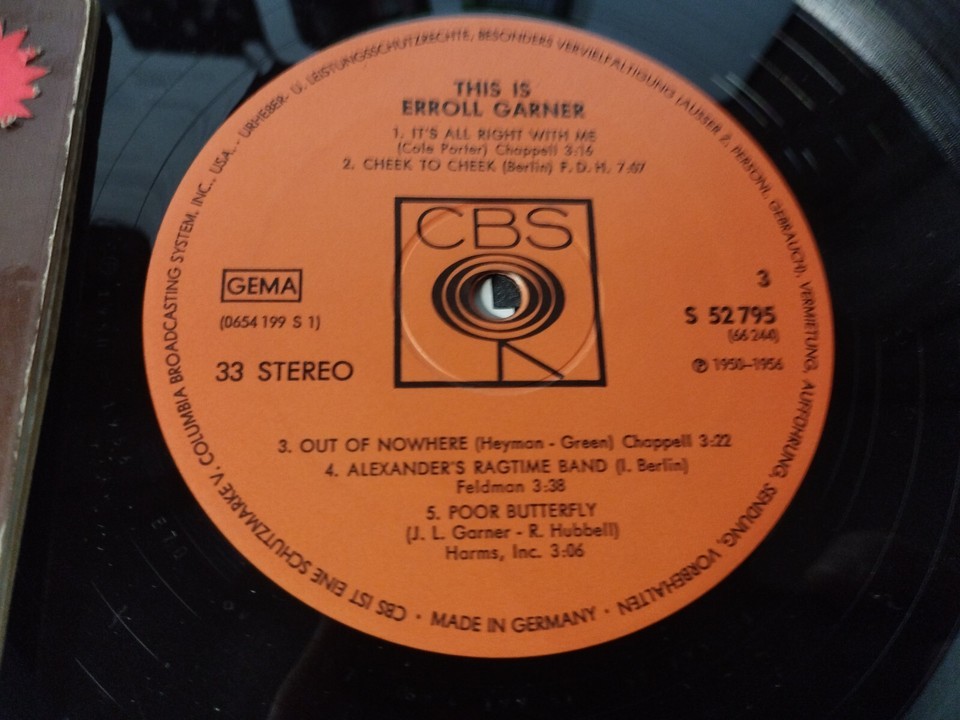 THIS IS
ERROLL GARNER
1. IT'S ALL RIGHT WITH ME
(Cole Porter) Chappell 3:16
2. CHEEK TO CHEEK (Berlin) F. D. H. 7:07
CBS
GEMA
(0654 199 S 1)
33 STEREO
3
S 52 795
(66 244)
℗ 1950–1956
3. OUT OF NOWHERE (Heyman - Green) Chappell 3:22
4. ALEXANDER'S RAGTIME BAND (I. Berlin)
Feldman 3:38
5. POOR BUTTERFLY
(J. L. Garner - R. Hubbell)
Harms, Inc. 3:06
CBS IST EINE SCHUTZMARKE V. COLUMBIA BROADCASTING SYSTEM, INC., USA. - URHEBER- U. LEISTUNGSSCHUTZRECHTE, BESONDERS VERVIELFÄLTIGUNG (AUSSER Z. PERSÖNL. GEBRAUCH), VERMIETUNG, AUFFÜHRUNG, SENDUNG, VORBEHALTEN · MADE IN GERMANY ·